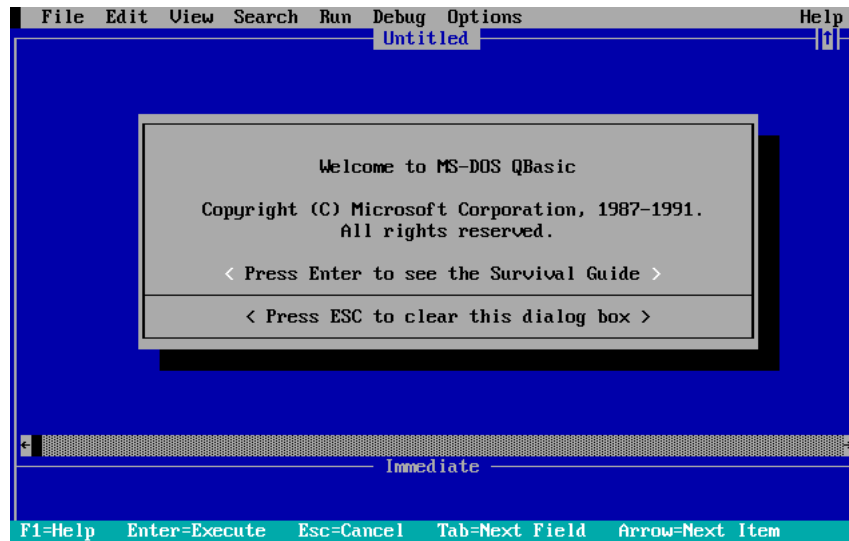 File Edit View Search Run Debug Options Help
Untitled
Welcome to MS-DOS QBasic
Copyright (C) Microsoft Corporation, 1987-1991.
All rights reserved.
< Press Enter to see the Survival Guide >
< Press ESC to clear this dialog box >
Immediate
F1=Help Enter=Execute Esc=Cancel Tab=Next Field Arrow=Next Item